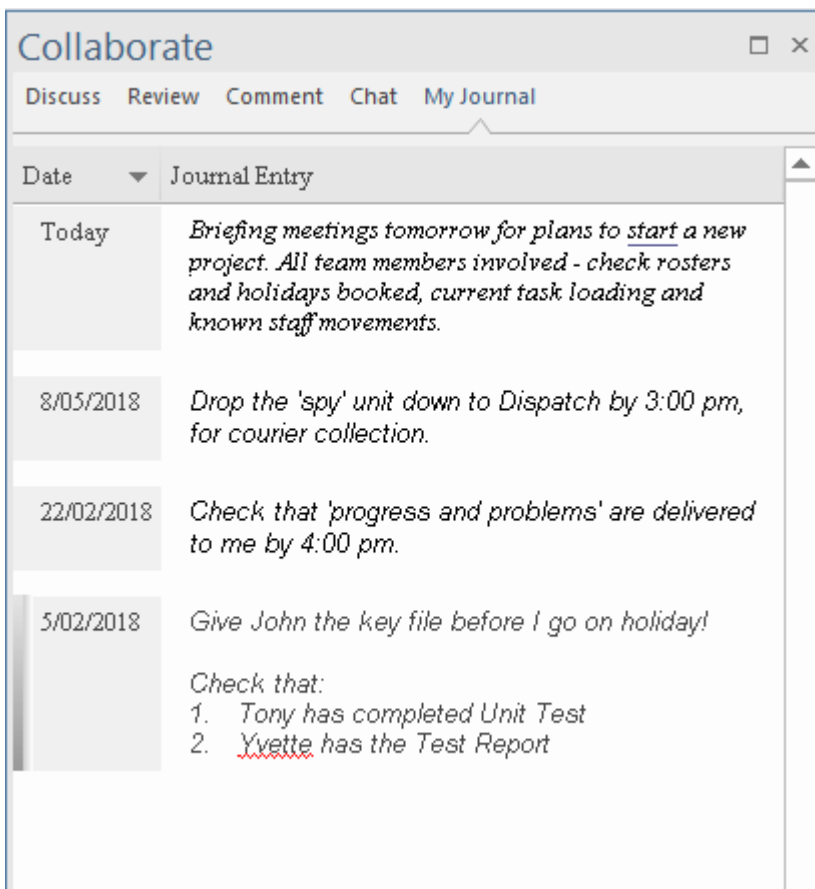 Collaborate
Discuss Review Comment Chat My Journal
Date Journal Entry
Today Briefing meetings tomorrow for plans to start a new
project. All team members involved - check rosters
and holidays booked, current task loading and
known staff movements.
8/05/2018 Drop the 'spy' unit down to Dispatch by 3:00 pm,
for courier collection.
22/02/2018 Check that 'progress and problems' are delivered
to me by 4:00 pm.
5/02/2018 Give John the key file before I go on holiday!
Check that:
1. Tony has completed Unit Test
2. Yvette has the Test Report